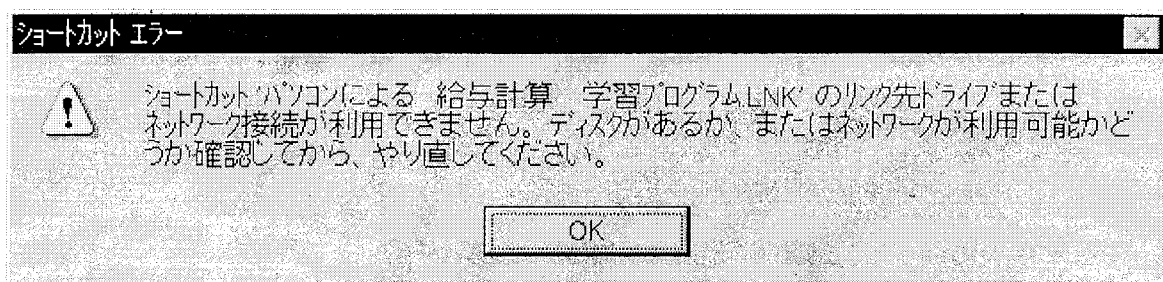 ショートカット エラー
ショートカット 'パソコンによる 給与計算 学習プログラム.LNK' のリンク先ドライブまたは
ネットワーク接続が利用できません。ディスクがあるか、またはネットワークが利用可能かど
うか確認してから、やり直してください。
OK